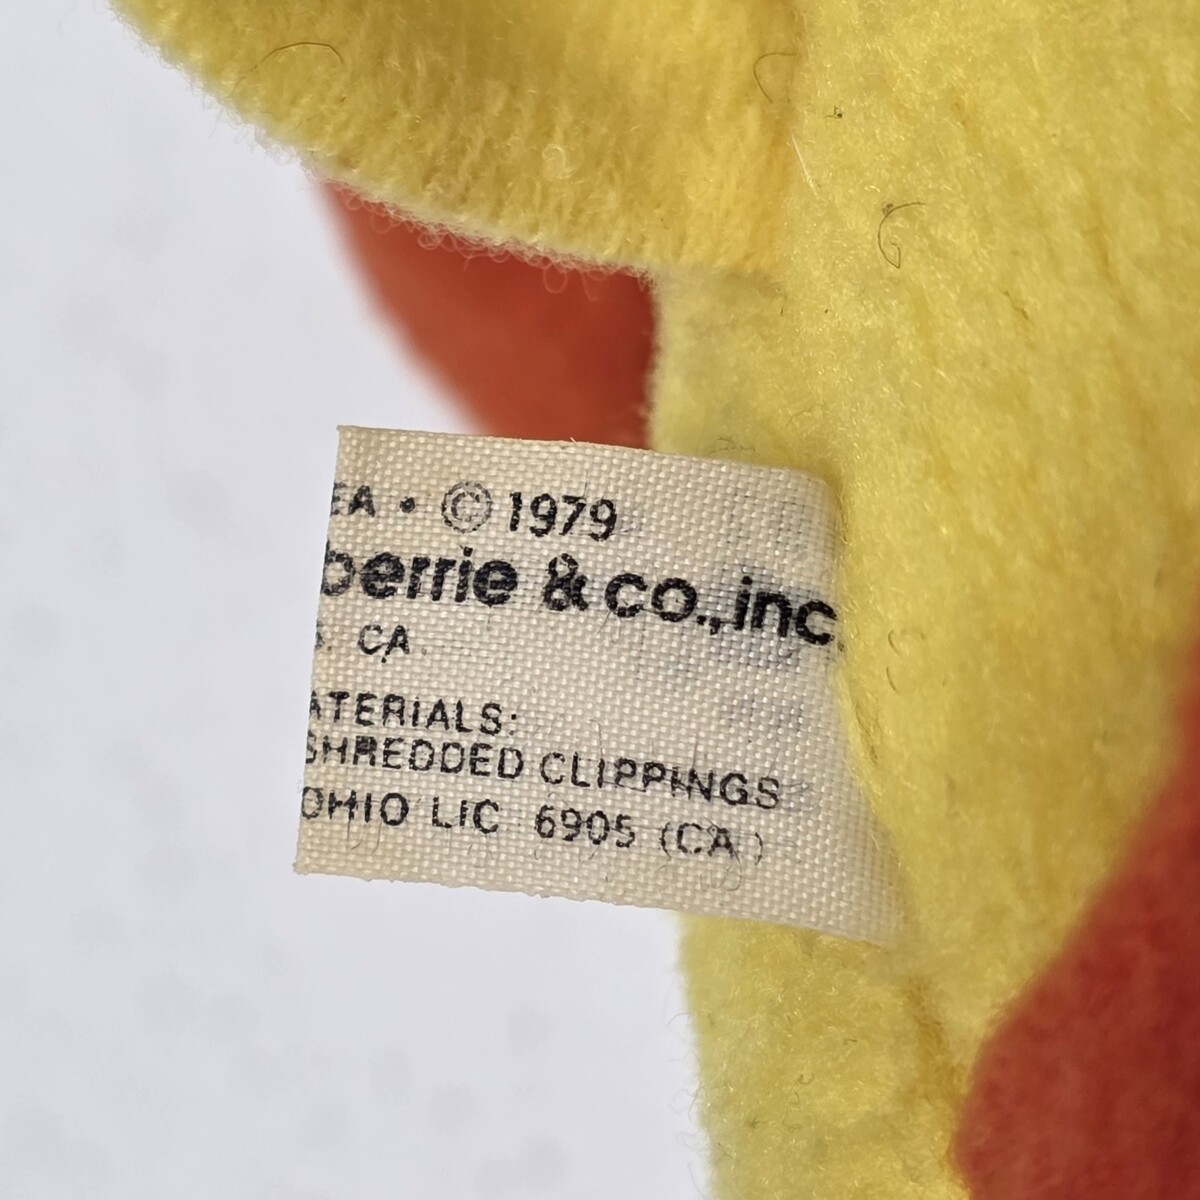 EA • © 1979
berrie & co., inc.
. CA.
ATERIALS:
SHREDDED CLIPPINGS
OHIO LIC 6905 (CA)